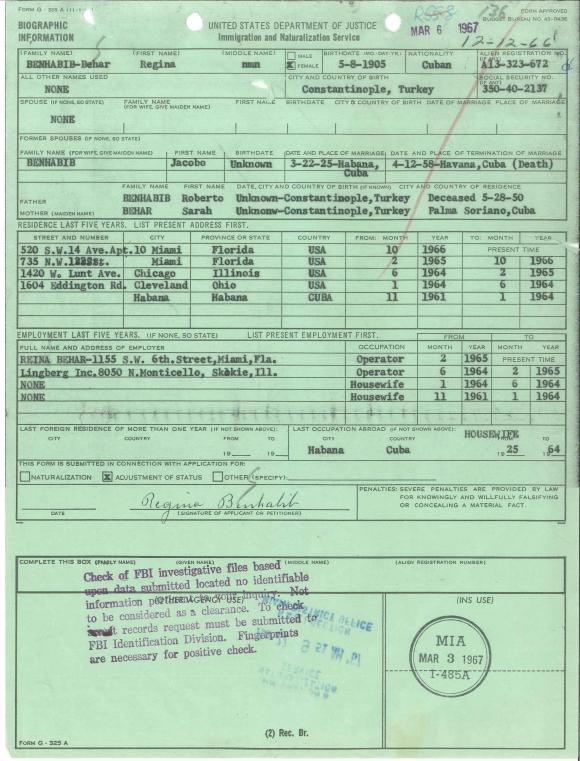 FORM G - 325 A
FORM APPROVED
BUDGET BUREAU NO. 43-R436
136
MAR 6 1967
12-12-66
BIOGRAPHIC INFORMATION
UNITED STATES DEPARTMENT OF JUSTICE
Immigration and Naturalization Service
(FAMILY NAME) (FIRST NAME) (MIDDLE NAME) MALE FEMALE BIRTHDATE (MO.-DAY-YR.) NATIONALITY ALIEN REGISTRATION NO.
BENHABIB-Behar Regina nmn X 5-8-1905 Cuban A13-323-672
ALL OTHER NAMES USED CITY AND COUNTRY OF BIRTH SOCIAL SECURITY NO.
NONE Constantinople, Turkey 350-40-2137
SPOUSE (IF NONE, SO STATE) FAMILY NAME (FOR WIFE, GIVE MAIDEN NAME) FIRST NAME BIRTHDATE CITY & COUNTRY OF BIRTH DATE OF MARRIAGE PLACE OF MARRIAGE
NONE
FORMER SPOUSES (IF NONE, SO STATE)
FAMILY NAME (FOR WIFE, GIVE MAIDEN NAME) FIRST NAME BIRTHDATE DATE AND PLACE OF MARRIAGE DATE AND PLACE OF TERMINATION OF MARRIAGE
BENHABIB Jacobo Unknown 3-22-25-Habana, 4-12-58-Havana,Cuba (Death)
Cuba
FAMILY NAME FIRST NAME DATE, CITY AND COUNTRY OF BIRTH (IF KNOWN) CITY AND COUNTRY OF RESIDENCE
FATHER BENHABIB Roberto Unknown-Constantinople,Turkey Deceased 5-28-50
MOTHER (MAIDEN NAME) BEHAR Sarah Unknomw-Constantinople,Turkey Palma Soriano,Cuba
RESIDENCE LAST FIVE YEARS. LIST PRESENT ADDRESS FIRST.
STREET AND NUMBER CITY PROVINCE OR STATE COUNTRY FROM: MONTH YEAR TO: MONTH YEAR
520 S.W.14 Ave.Apt.10 Miami Florida USA 10 1966 PRESENT TIME
735 N.W. Miami Florida USA 2 1965 10 1966
1420 W. Lunt Ave. Chicago Illinois USA 6 1964 2 1965
1604 Eddington Rd. Cleveland Ohio USA 1 1964 6 1964
Habana Habana CUBA 11 1961 1 1964
EMPLOYMENT LAST FIVE YEARS. (IF NONE, SO STATE) LIST PRESENT EMPLOYMENT FIRST. FROM TO
FULL NAME AND ADDRESS OF EMPLOYER OCCUPATION MONTH YEAR MONTH YEAR
REINA BEHAR-1155 S.W. 6th.Street,Miami,Fla. Operator 2 1965 PRESENT TIME
Lingberg Inc.8050 N.Monticello, Skokie,Ill. Operator 6 1964 2 1965
NONE Housewife 1 1964 6 1964
NONE Housewife 11 1961 1 1964
LAST FOREIGN RESIDENCE OF MORE THAN ONE YEAR (IF NOT SHOWN ABOVE): LAST OCCUPATION ABROAD (IF NOT SHOWN ABOVE): HOUSEWIFE
CITY COUNTRY FROM TO CITY COUNTRY FROM TO
19 19 Habana Cuba 1925 1964
THIS FORM IS SUBMITTED IN CONNECTION WITH APPLICATION FOR:
NATURALIZATION X ADJUSTMENT OF STATUS OTHER (SPECIFY):
Regina Benhabib
DATE (SIGNATURE OF APPLICANT OR PETITIONER)
PENALTIES: SEVERE PENALTIES ARE PROVIDED BY LAW FOR KNOWINGLY AND WILLFULLY FALSIFYING OR CONCEALING A MATERIAL FACT.
COMPLETE THIS BOX (FAMILY NAME) (GIVEN NAME) (MIDDLE NAME) (ALIEN REGISTRATION NUMBER)
(OTHER AGENCY USE) (INS USE)
Check of FBI investigative files based
upon data submitted located no identifiable
information pertinent to your inquiry. Not
to be considered as a clearance. To check
records request must be submitted to
FBI Identification Division. Fingerprints
are necessary for positive check.
MIA
MAR 3 1967
I-485A
(2) Rec. Br.
FORM G - 325 A